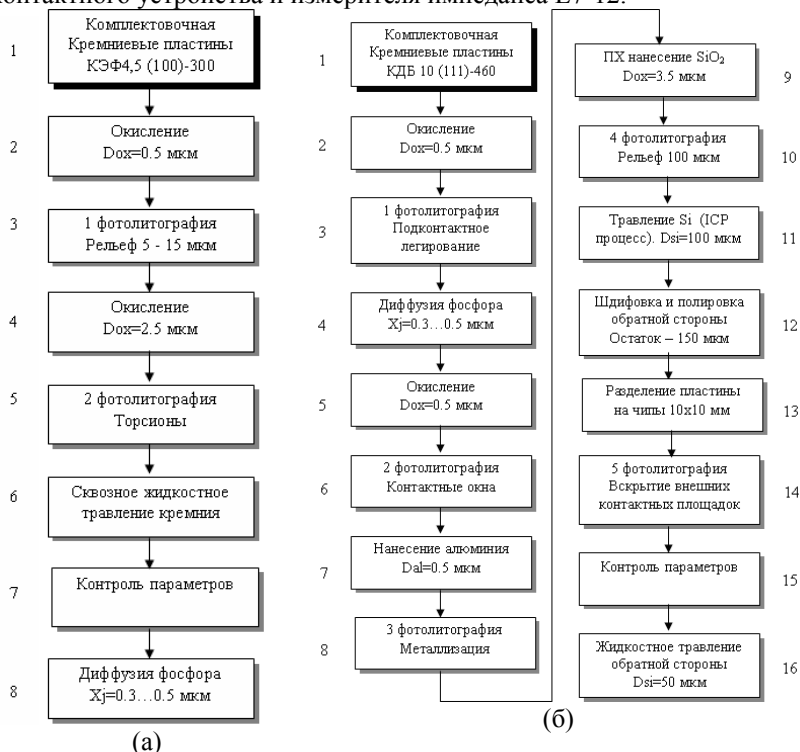 контактного устройства и измерителя импеданса Е7-12.
1
Комплектовочная
Кремниевые пластины
КЭФ4,5 (100)-300
2
Окисление
Dox=0.5 мкм
3
1 фотолитография
Рельеф 5 - 15 мкм
4
Окисление
Dox=2.5 мкм
5
2 фотолитография
Торсионы
6
Сквозное жидкостное
травление кремния
7
Контроль параметров
8
Диффузия фосфора
Xj=0.3…0.5 мкм
(а)
1
Комплектовочная
Кремниевые пластины
КДБ 10 (111)-460
2
Окисление
Dox=0.5 мкм
3
1 фотолитография
Подконтактное
легирование
4
Диффузия фосфора
Xj=0.3…0.5 мкм
5
Окисление
Dox=0.5 мкм
6
2 фотолитография
Контактные окна
7
Нанесение алюминия
Dal=0.5 мкм
8
3 фотолитография
Металлизация
ПХ нанесение SiO₂
Dox=3.5 мкм
9
4 фотолитография
Рельеф 100 мкм
10
Травление Si (ICP
процесс). Dsi=100 мкм
11
Шдифовка и полировка
обратной стороны
Остаток – 150 мкм
12
Разделение пластины
на чипы 10x10 мм
13
5 фотолитография
Вскрытие внешних
контактных площадок
14
Контроль параметров
15
Жидкостное травление
обратной стороны
Dsi=50 мкм
16
(б)